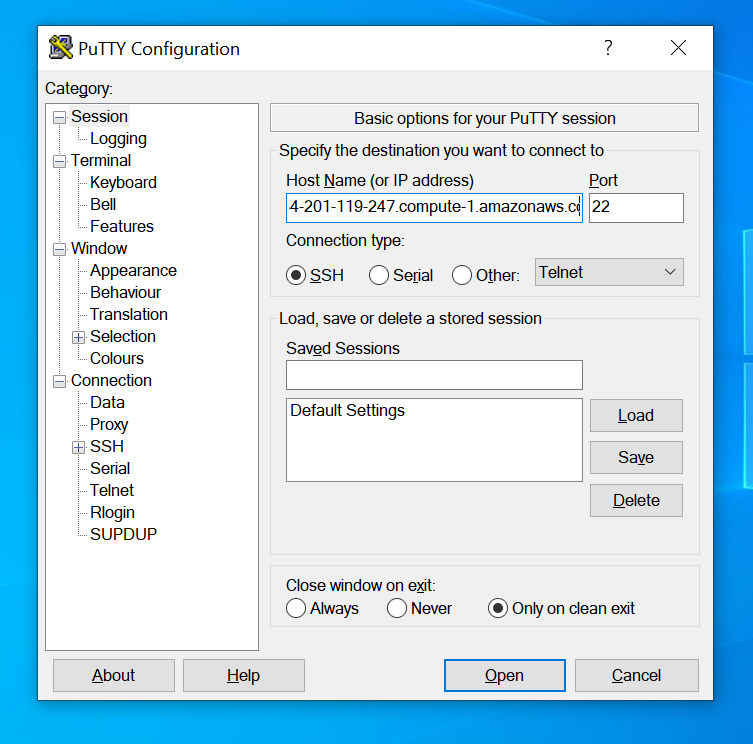 PuTTY Configuration ?
Category:
Session
Logging
Terminal
Keyboard
Bell
Features
Window
Appearance
Behaviour
Translation
Selection
Colours
Connection
Data
Proxy
SSH
Serial
Telnet
Rlogin
SUPDUP
Basic options for your PuTTY session
Specify the destination you want to connect to
Host Name (or IP address) Port
4-201-119-247.compute-1.amazonaws.co 22
Connection type:
SSH Serial Other: Telnet
Load, save or delete a stored session
Saved Sessions
Default Settings
Load
Save
Delete
Close window on exit:
Always Never Only on clean exit
About Help Open Cancel